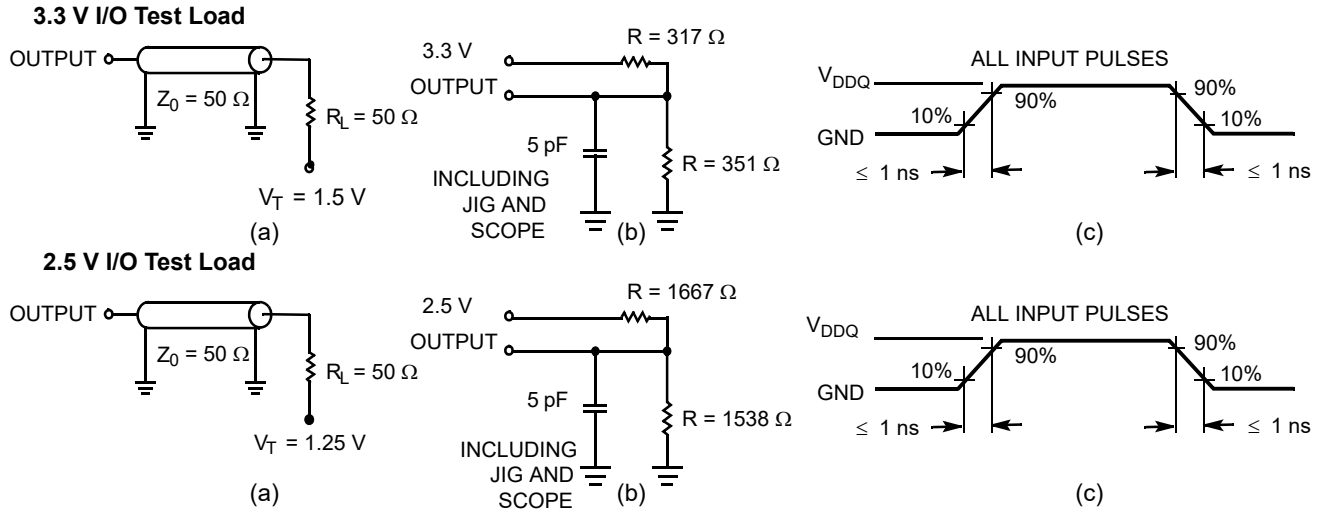 3.3 V I/O Test Load
OUTPUT
Z0 = 50 Ω
RL = 50 Ω
VT = 1.5 V
(a)
3.3 V
OUTPUT
R = 317 Ω
5 pF
INCLUDING
JIG AND
SCOPE
R = 351 Ω
(b)
ALL INPUT PULSES
VDDQ
GND
10%
90%
90%
10%
≤ 1 ns
≤ 1 ns
(c)
2.5 V I/O Test Load
OUTPUT
Z0 = 50 Ω
RL = 50 Ω
VT = 1.25 V
(a)
2.5 V
OUTPUT
R = 1667 Ω
5 pF
INCLUDING
JIG AND
SCOPE
R = 1538 Ω
(b)
ALL INPUT PULSES
VDDQ
GND
10%
90%
90%
10%
≤ 1 ns
≤ 1 ns
(c)